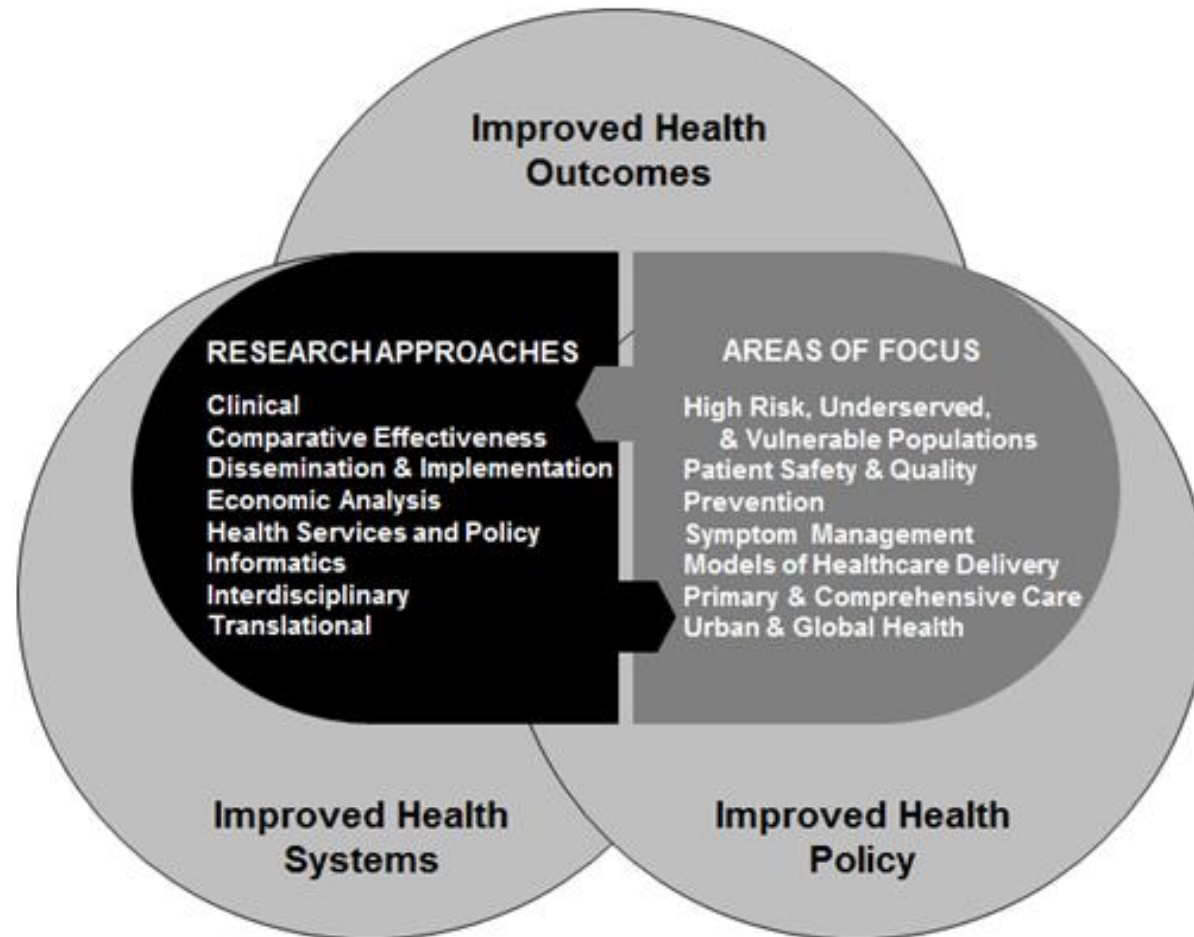 Improved Health
Outcomes
RESEARCH APPROACHES
Clinical
Comparative Effectiveness
Dissemination & Implementation
Economic Analysis
Health Services and Policy
Informatics
Interdisciplinary
Translational
AREAS OF FOCUS
High Risk, Underserved,
& Vulnerable Populations
Patient Safety & Quality
Prevention
Symptom Management
Models of Healthcare Delivery
Primary & Comprehensive Care
Urban & Global Health
Improved Health
Systems
Improved Health
Policy